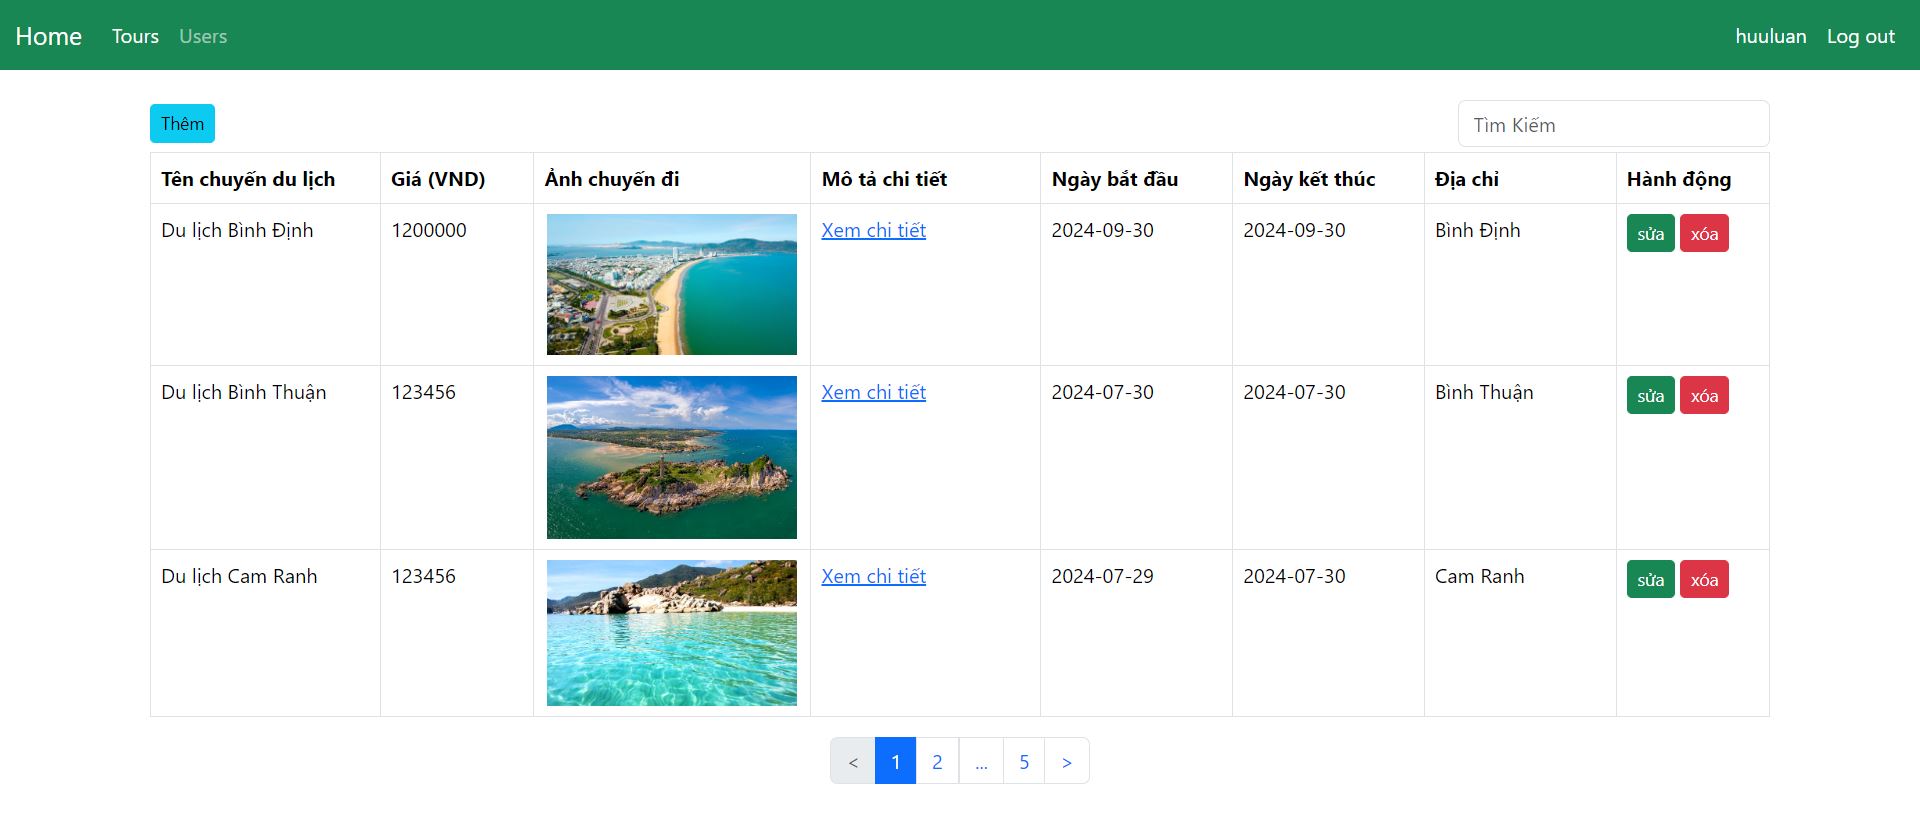 Home Tours Users huuluan Log out
Thêm Tìm Kiếm
Tên chuyến du lịch Giá (VND) Ảnh chuyến đi Mô tả chi tiết Ngày bắt đầu Ngày kết thúc Địa chỉ Hành động
Du lịch Bình Định 1200000 Xem chi tiết 2024-09-30 2024-09-30 Bình Định sửa xóa
Du lịch Bình Thuận 123456 Xem chi tiết 2024-07-30 2024-07-30 Bình Thuận sửa xóa
Du lịch Cam Ranh 123456 Xem chi tiết 2024-07-29 2024-07-30 Cam Ranh sửa xóa
< 1 2 ... 5 >